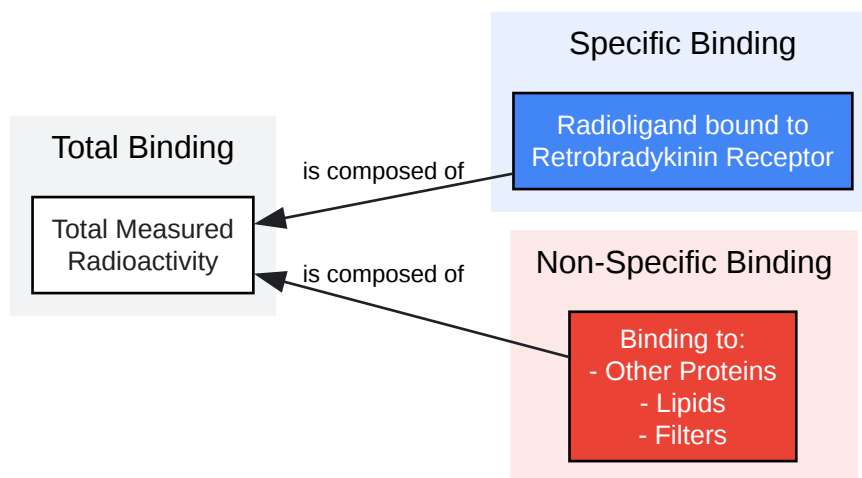 Total Binding
Total Measured
Radioactivity
is composed of
is composed of
Specific Binding
Radioligand bound to
Retrobradykinin Receptor
Non-Specific Binding
Binding to:
- Other Proteins
- Lipids
- Filters